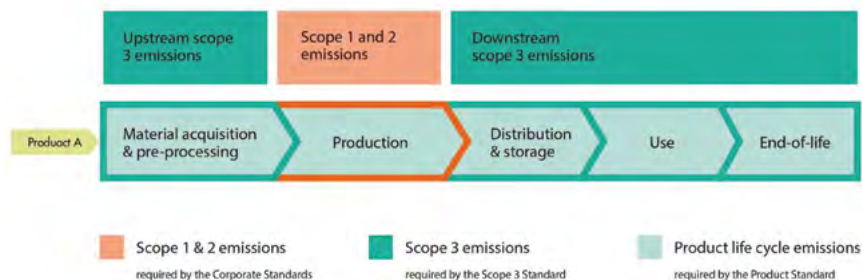 Upstream scope
3 emissions
Scope 1 and 2
emissions
Downstream
scope 3 emissions
Product A
Material acquisition
& pre-processing
Production
Distribution
& storage
Use
End-of-life
Scope 1 & 2 emissions
required by the Corporate Standards
Scope 3 emissions
required by the Scope 3 Standard
Product life cycle emissions
required by the Product Standard